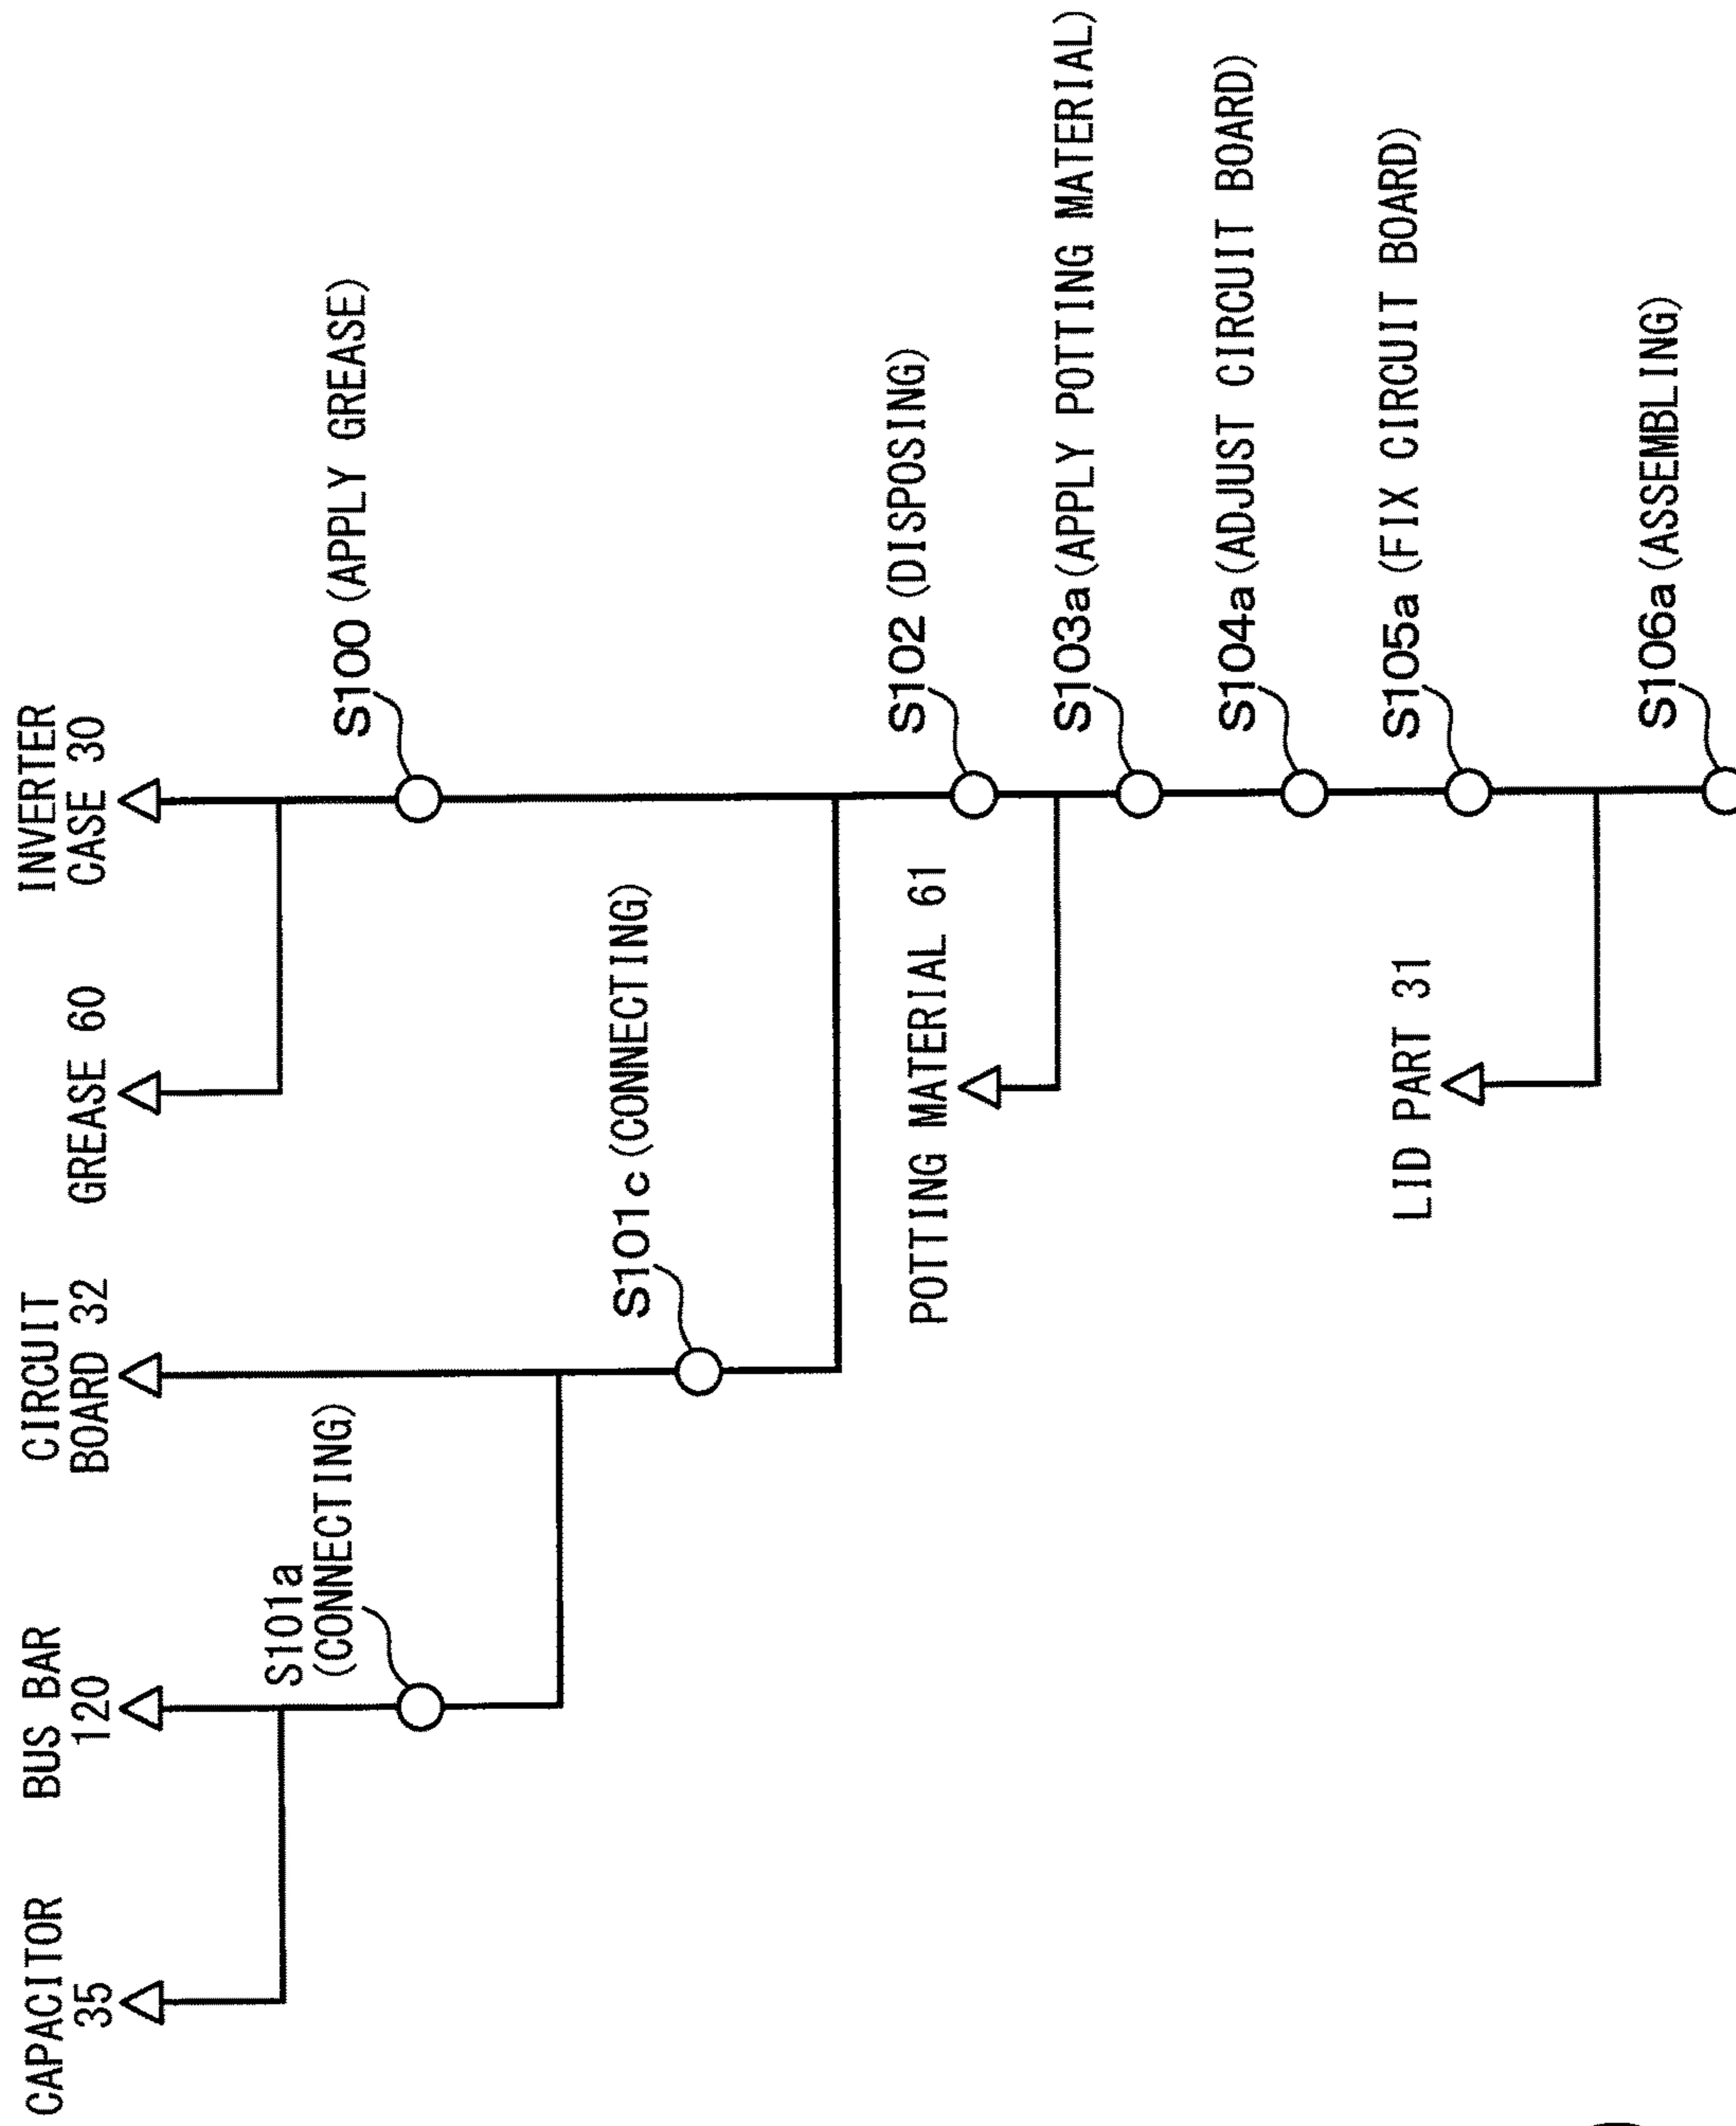 CAPACITOR
35
BUS BAR
120
CIRCUIT
BOARD 32
GREASE 60
INVERTER
CASE 30
S101a
(CONNECTING)
S100 (APPLY GREASE)
S101c (CONNECTING)
S102 (DISPOSING)
POTTING MATERIAL 61
S103a (APPLY POTTING MATERIAL)
S104a (ADJUST CIRCUIT BOARD)
S105a (FIX CIRCUIT BOARD)
LID PART 31
S106a (ASSEMBLING)